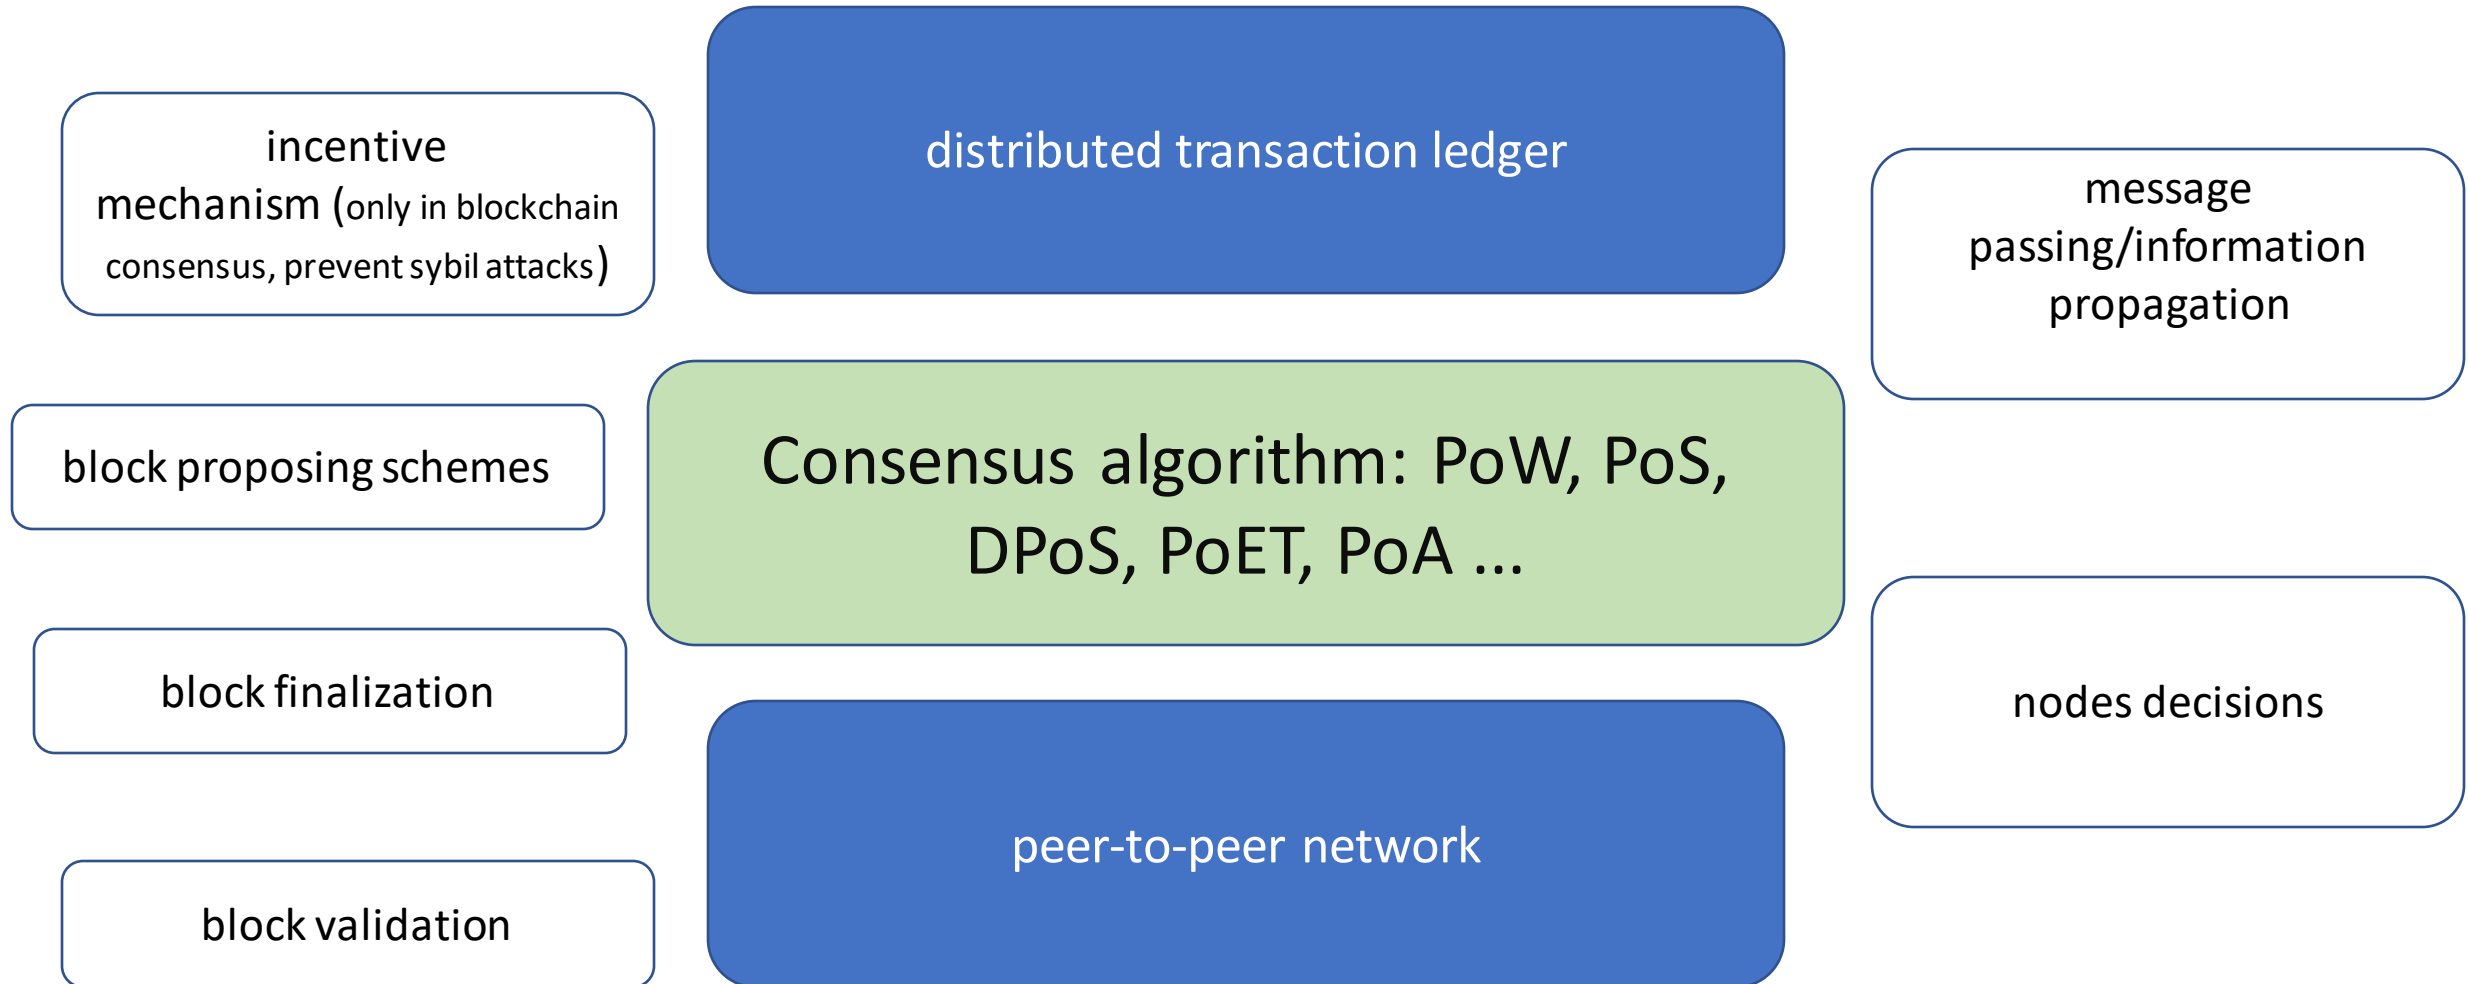 incentive
mechanism (only in blockchain
consensus, prevent sybil attacks)
block proposing schemes
block finalization
block validation
distributed transaction ledger
Consensus algorithm: PoW, PoS,
DPoS, PoET, PoA ...
peer-to-peer network
message
passing/information
propagation
nodes decisions